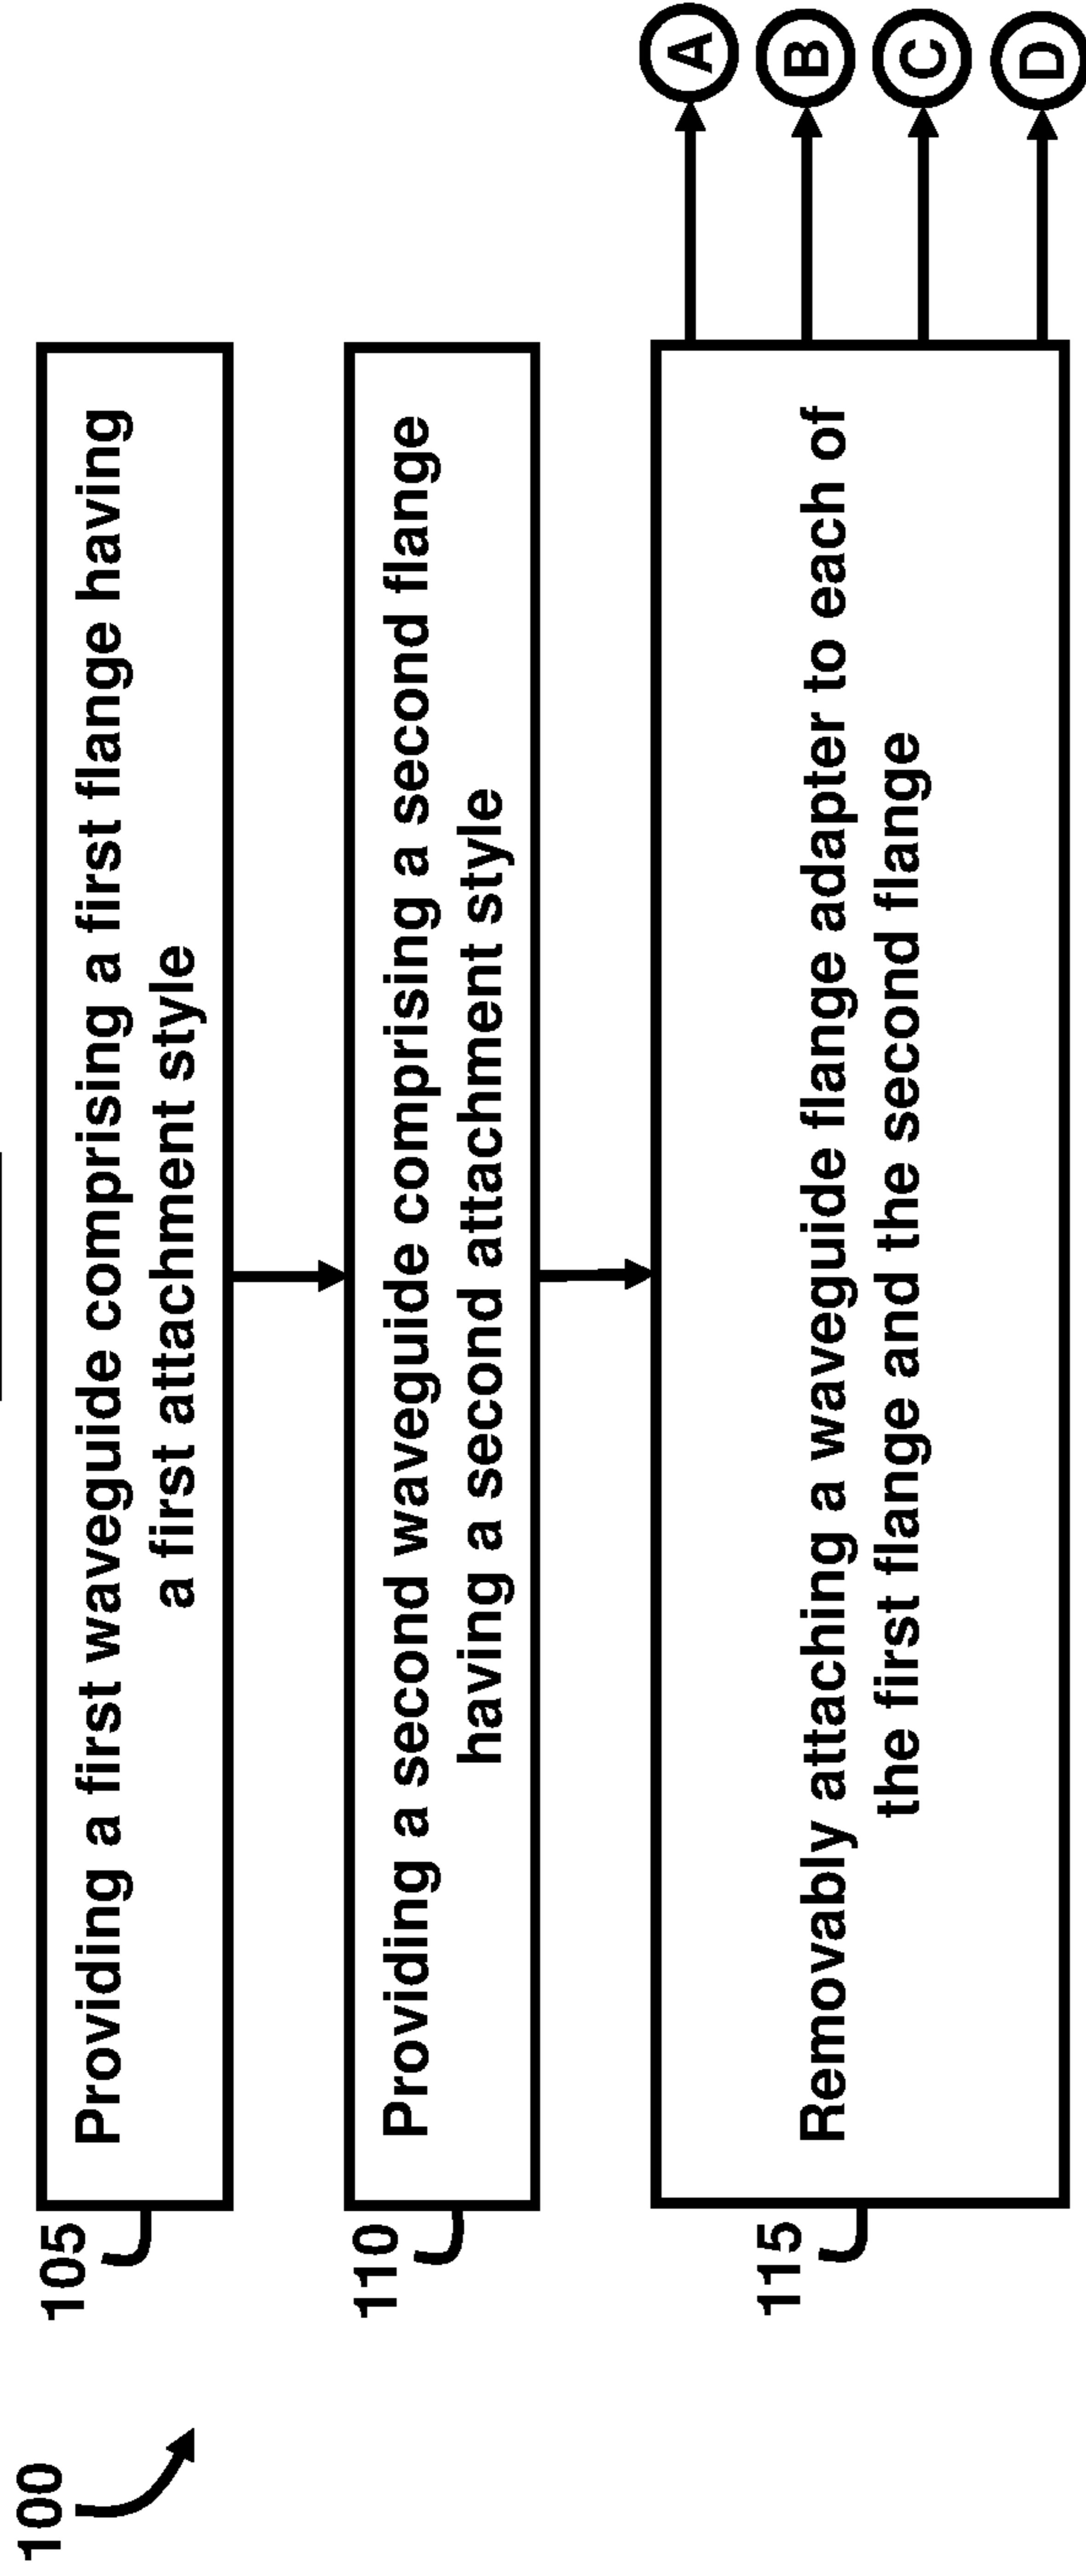 100
105
Providing a first waveguide comprising a first flange having
a first attachment style
110
Providing a second waveguide comprising a second flange
having a second attachment style
115
Removably attaching a waveguide flange adapter to each of
the first flange and the second flange
A
B
C
D